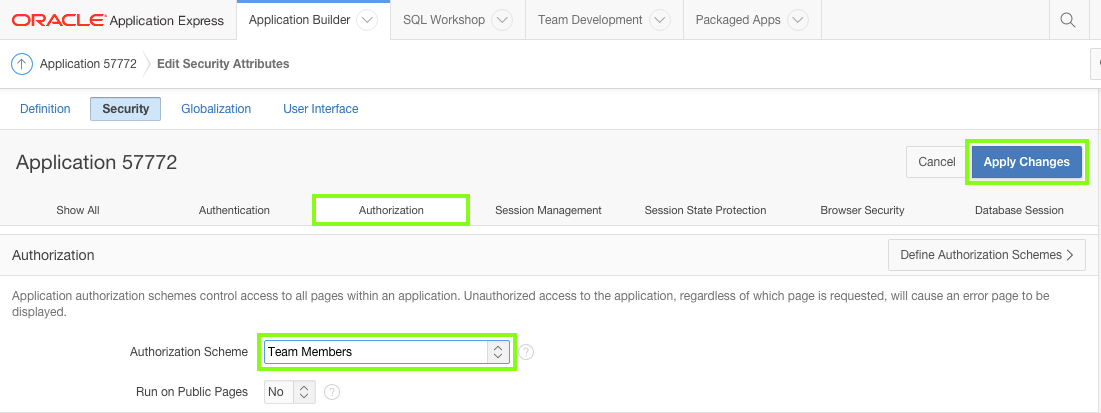 ORACLE Application Express Application Builder SQL Workshop Team Development Packaged Apps
Application 57772 Edit Security Attributes
Definition Security Globalization User Interface
Application 57772 Cancel Apply Changes
Show All Authentication Authorization Session Management Session State Protection Browser Security Database Session
Authorization Define Authorization Schemes >
Application authorization schemes control access to all pages within an application. Unauthorized access to the application, regardless of which page is requested, will cause an error page to be
displayed.
Authorization Scheme Team Members ?
Run on Public Pages No ?